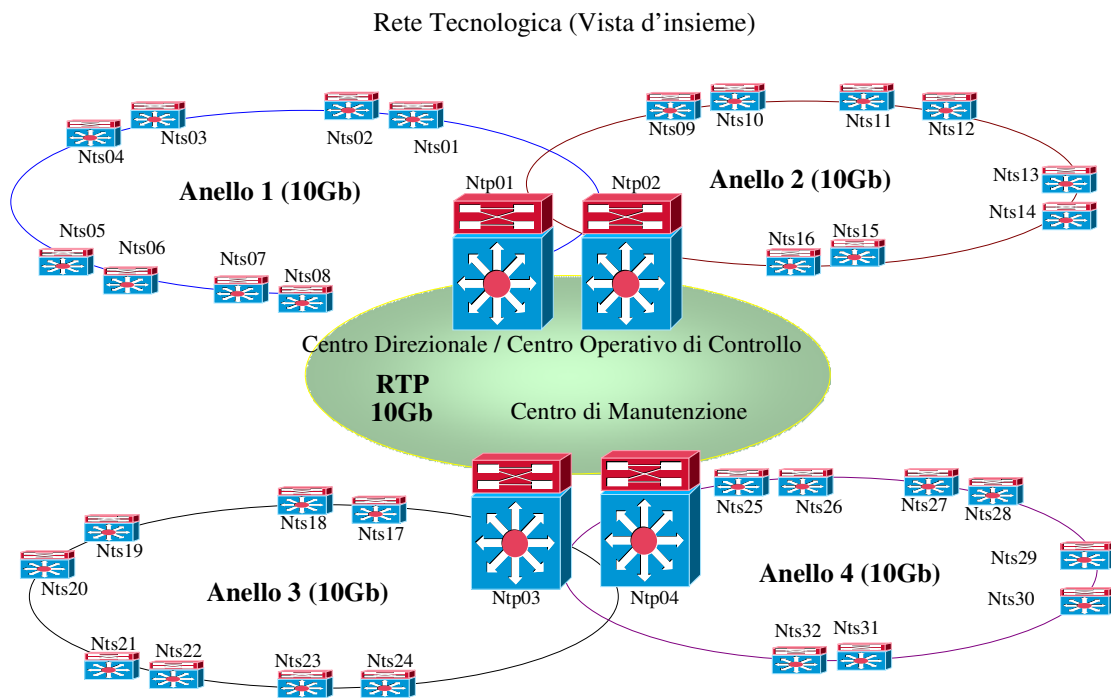 Rete Tecnologica (Vista d'insieme)
Nts04
Nts03
Nts02
Nts01
Nts09
Nts10
Nts11
Nts12
Anello 1 (10Gb)
Ntp01
Ntp02
Anello 2 (10Gb)
Nts13
Nts14
Nts05
Nts06
Nts07
Nts08
Nts16
Nts15
Centro Direzionale / Centro Operativo di Controllo
RTP
10Gb
Centro di Manutenzione
Nts20
Nts19
Nts18
Nts17
Nts25
Nts26
Nts27
Nts28
Anello 3 (10Gb)
Ntp03
Ntp04
Anello 4 (10Gb)
Nts29
Nts30
Nts21
Nts22
Nts23
Nts24
Nts32
Nts31